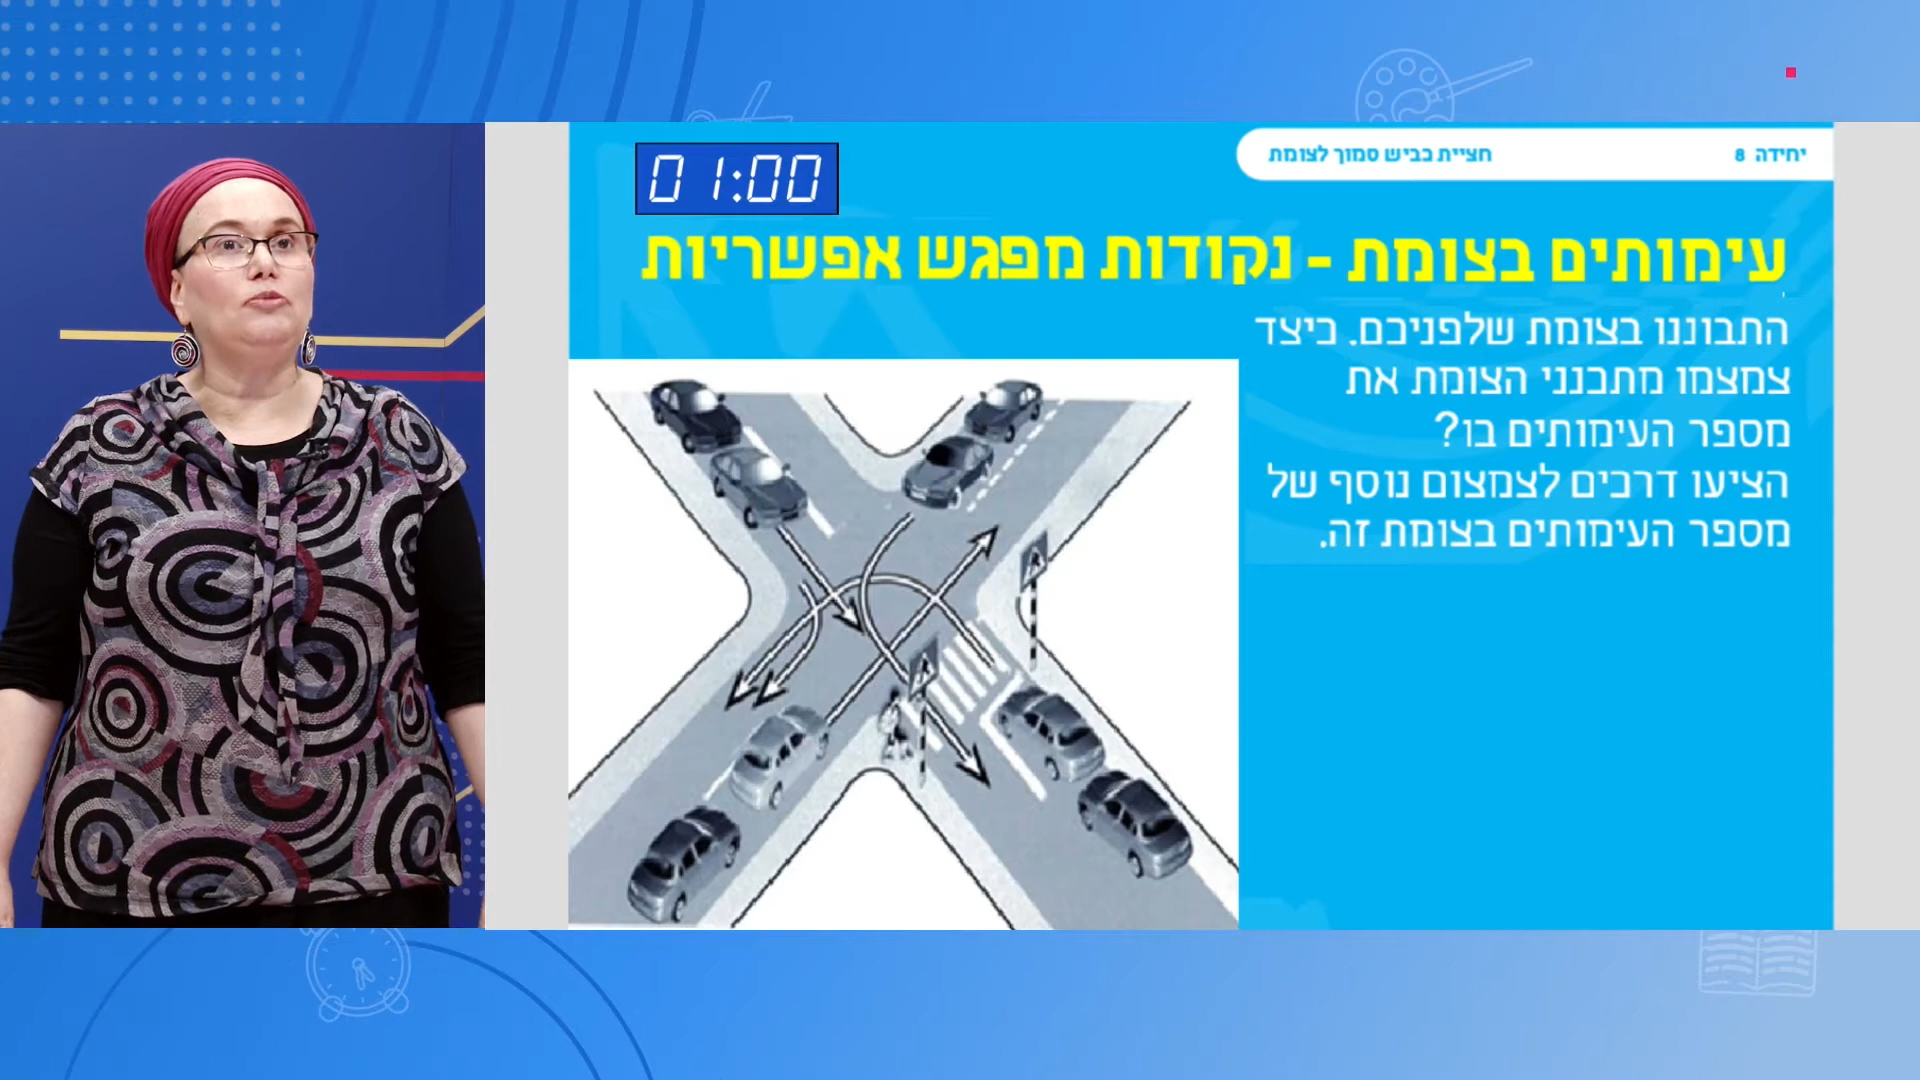 01:00
יחידה 8 חציית כביש סמוך לצומת
עימותים בצומת - נקודות מפגש אפשריות
התבוננו בצומת שלפניכם. כיצד
צמצמו מתכנני הצומת את
מספר העימותים בו?
הציעו דרכים לצמצום נוסף של
מספר העימותים בצומת זה.